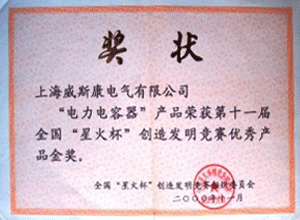 奖状
上海威斯康电气有限公司
“电力电容器”产品荣获第十一届
全国“星火杯”创造发明竞赛优秀产
品金奖。
全国“星火杯”创造发明竞赛组织委员会
二〇〇〇年十一月